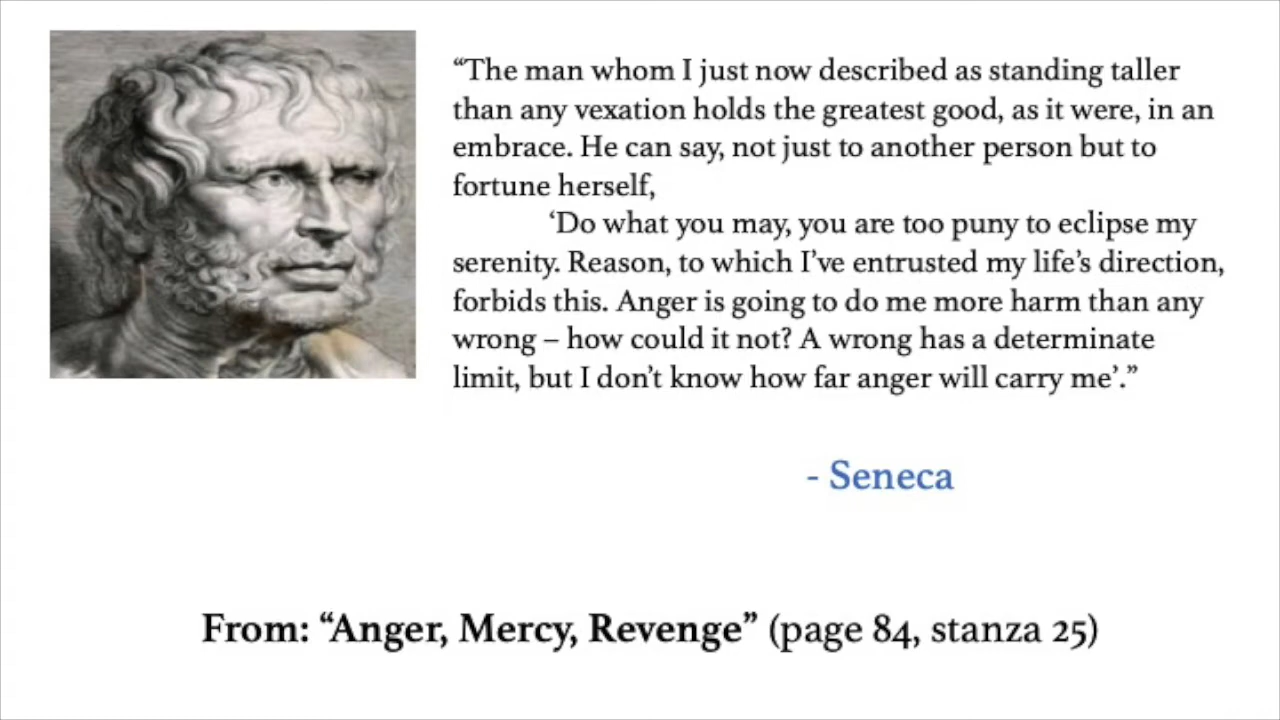 “The man whom I just now described as standing taller
than any vexation holds the greatest good, as it were, in an
embrace. He can say, not just to another person but to
fortune herself,
‘Do what you may, you are too puny to eclipse my
serenity. Reason, to which I’ve entrusted my life’s direction,
forbids this. Anger is going to do me more harm than any
wrong – how could it not? A wrong has a determinate
limit, but I don’t know how far anger will carry me’.”
- Seneca
From: “Anger, Mercy, Revenge” (page 84, stanza 25)